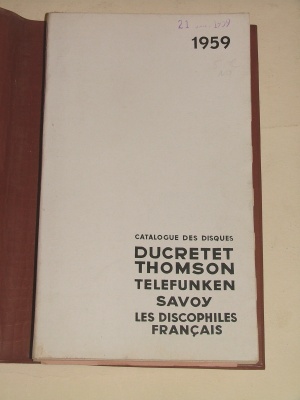 1959
CATALOGUE DES DISQUES
DUCRETET
THOMSON
TELEFUNKEN
SAVOY
LES DISCOPHILES
FRANÇAIS